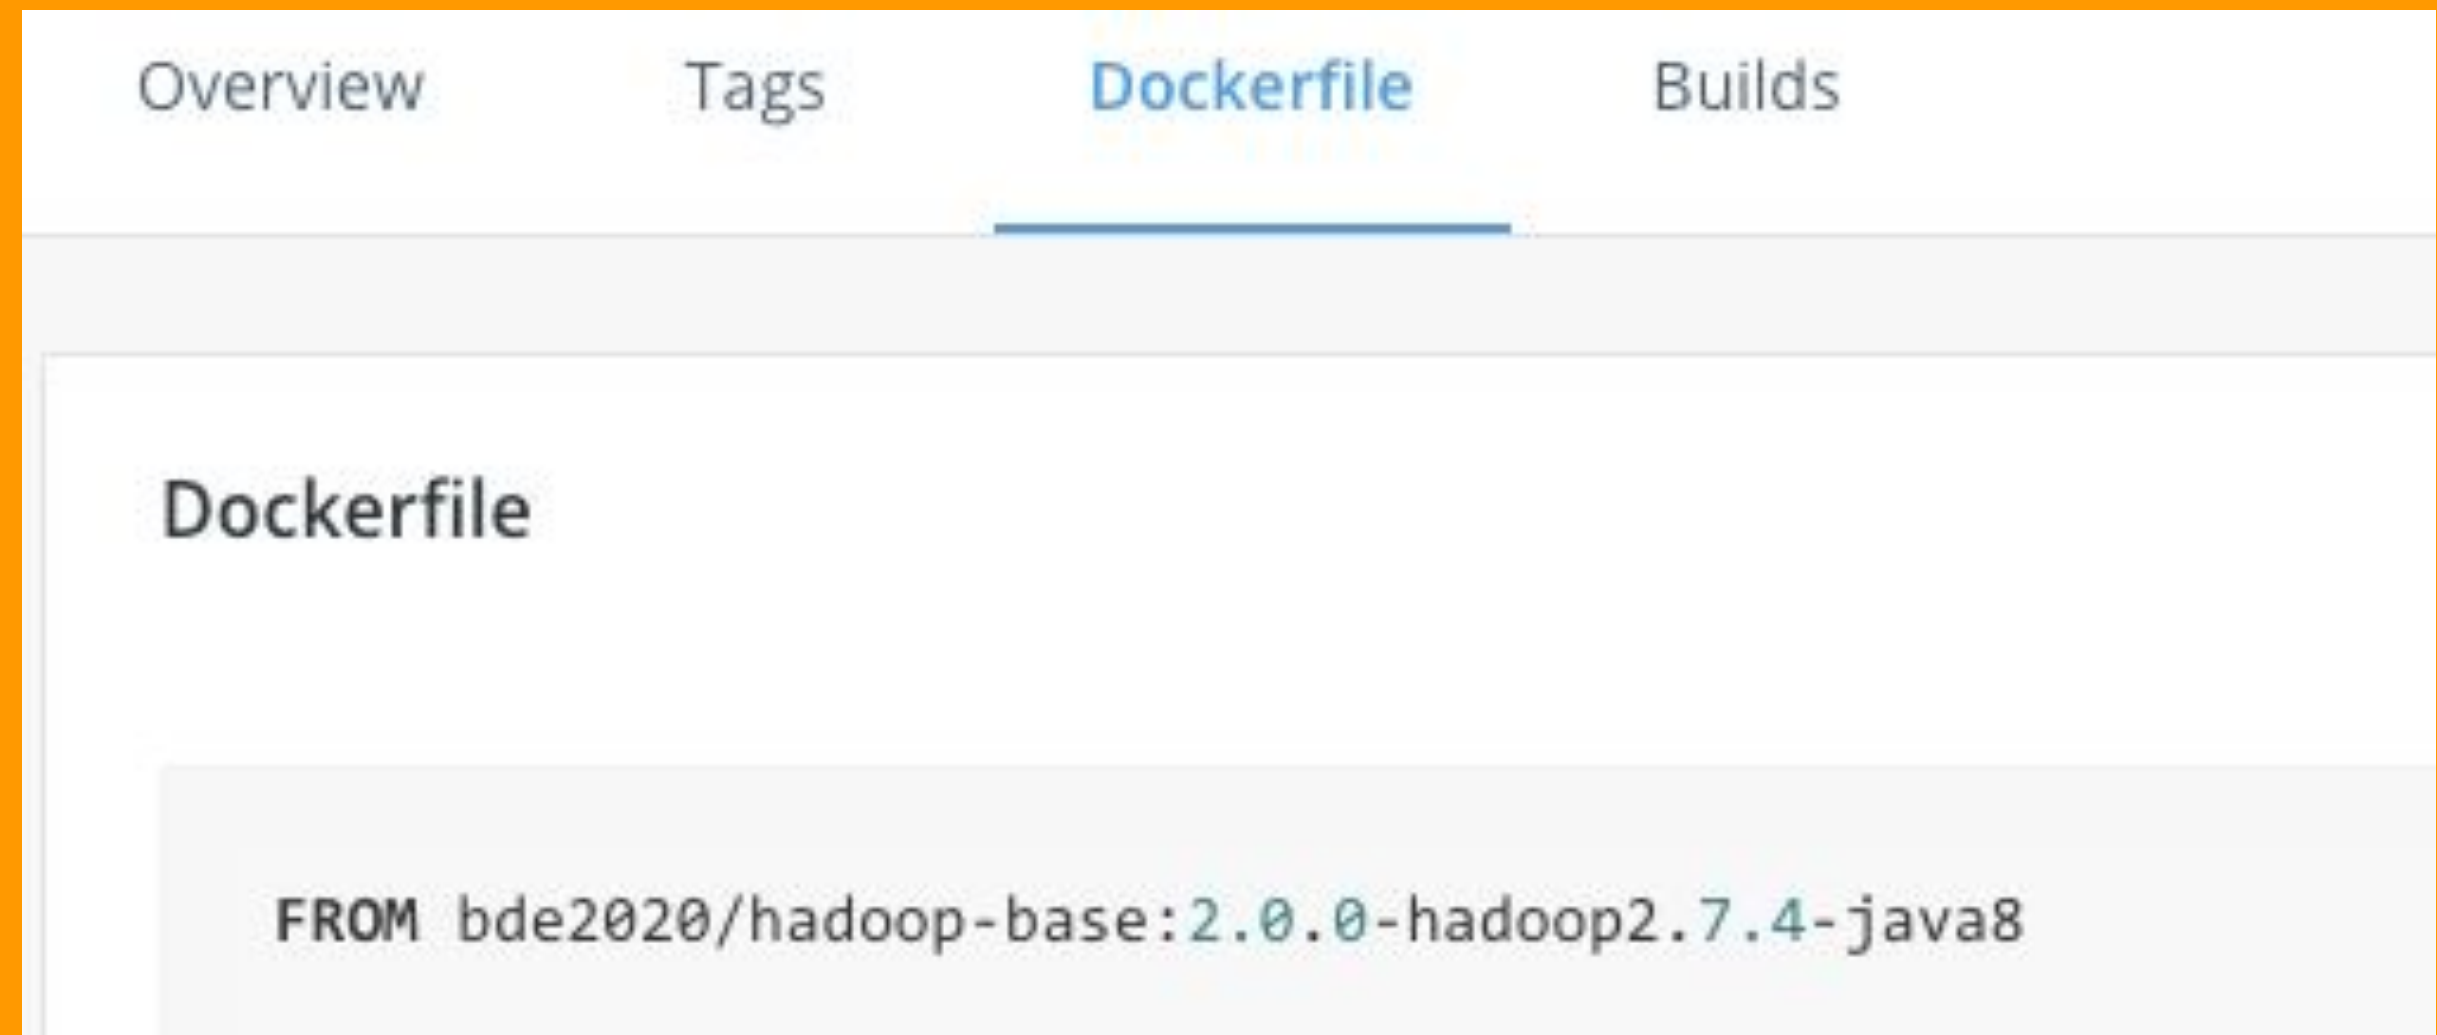 Overview Tags Dockerfile Builds
Dockerfile
FROM bde2020/hadoop-base:2.0.0-hadoop2.7.4-java8